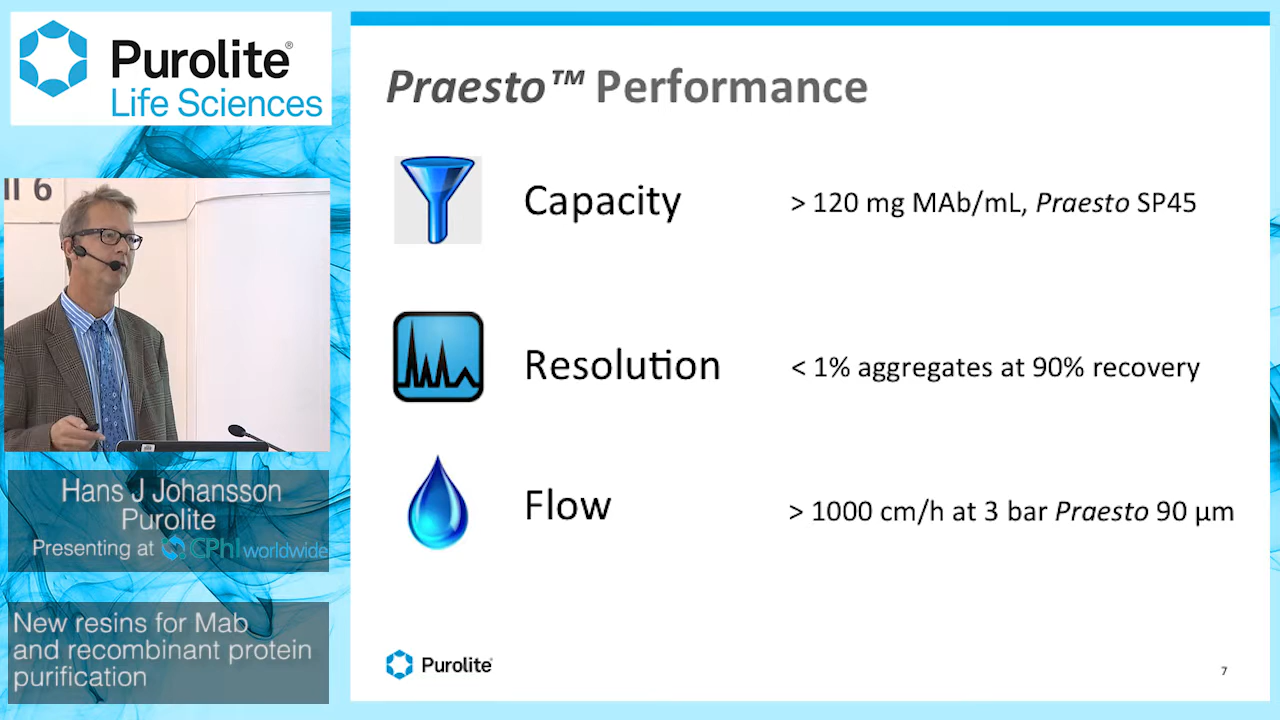 Purolite®
Life Sciences
ll 6
Hans J Johansson
Purolite
Presenting at CPhI worldwide
New resins for Mab
and recombinant protein
purification
Praesto™ Performance
Capacity > 120 mg MAb/mL, Praesto SP45
Resolution < 1% aggregates at 90% recovery
Flow > 1000 cm/h at 3 bar Praesto 90 µm
Purolite®
7